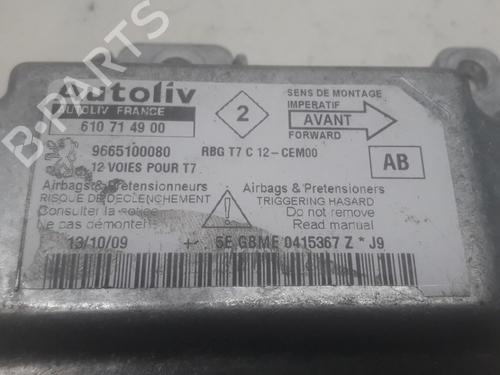 Autoliv
AUTOLIV FRANCE
610 71 49 00
2
SENS DE MONTAGE
IMPERATIF
AVANT
FORWARD
9665100080
RBG T7 C 12-CEM00
12 VOIES POUR T7
AB
Airbags & Pretensionneurs
RISQUE DE DECLENCHEMENT
Consulter la notice
Ne pas démonter
Airbags & Pretensioners
TRIGGERING HASARD
Do not remove
Read manual
13/10/09
5E GBME 0415367 Z * J9
B-PARTS